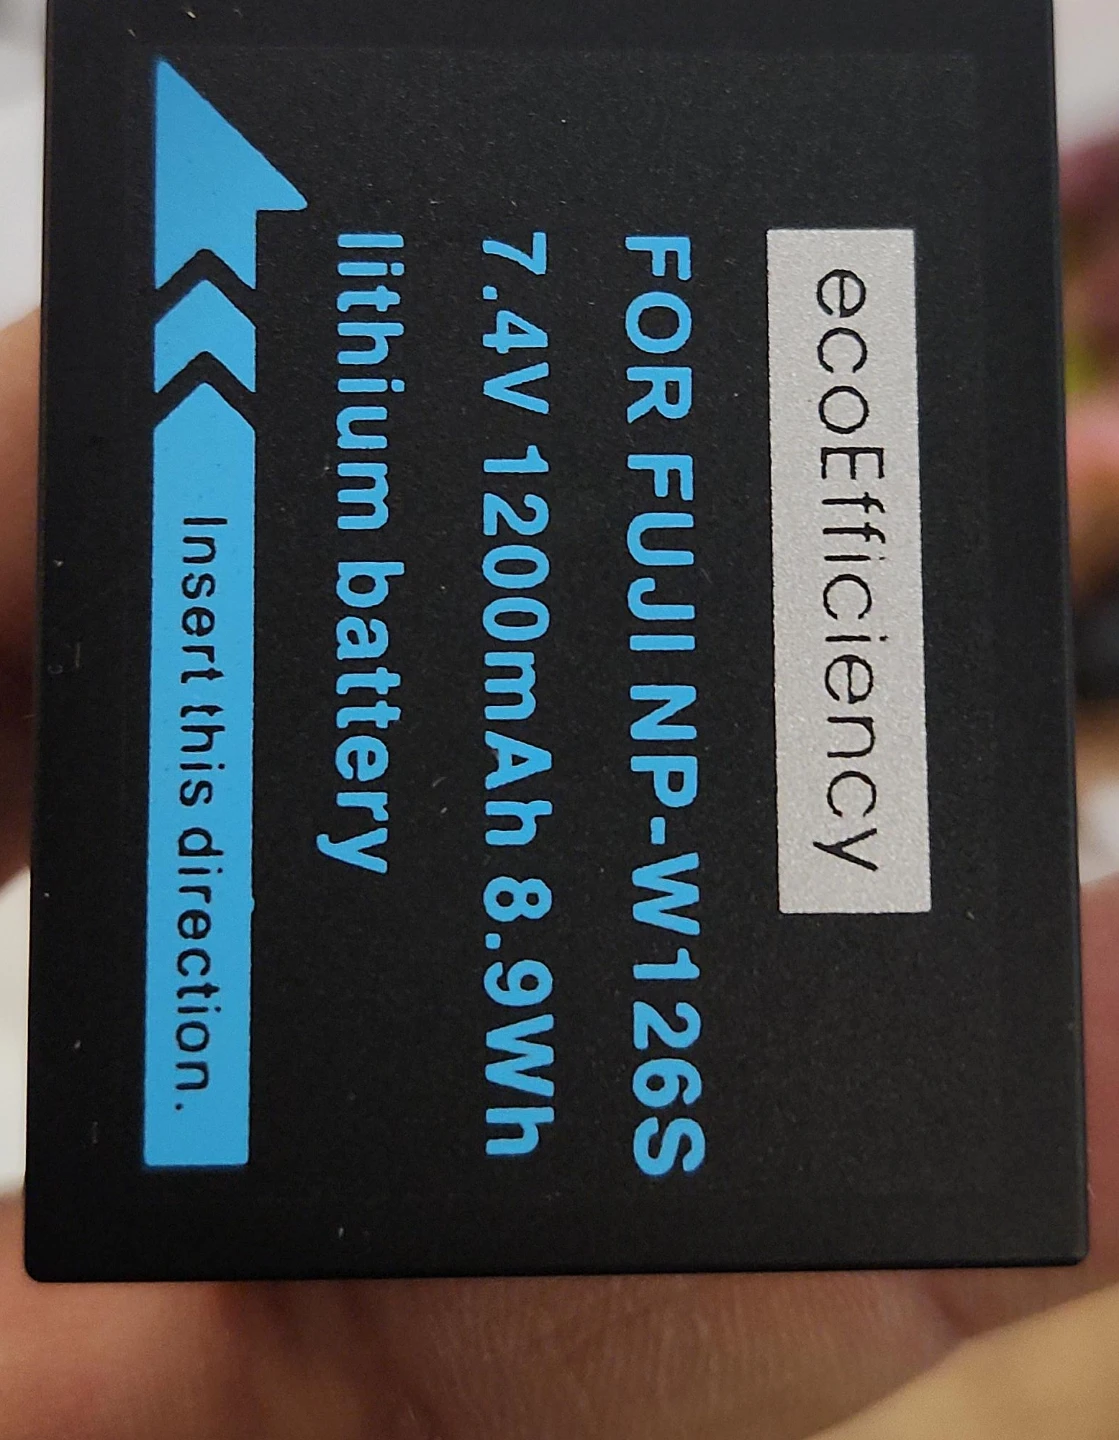 ecoEfficiency
FOR FUJI NP-W126S
7.4V 1200mAh 8.9Wh
lithium battery
Insert this direction.